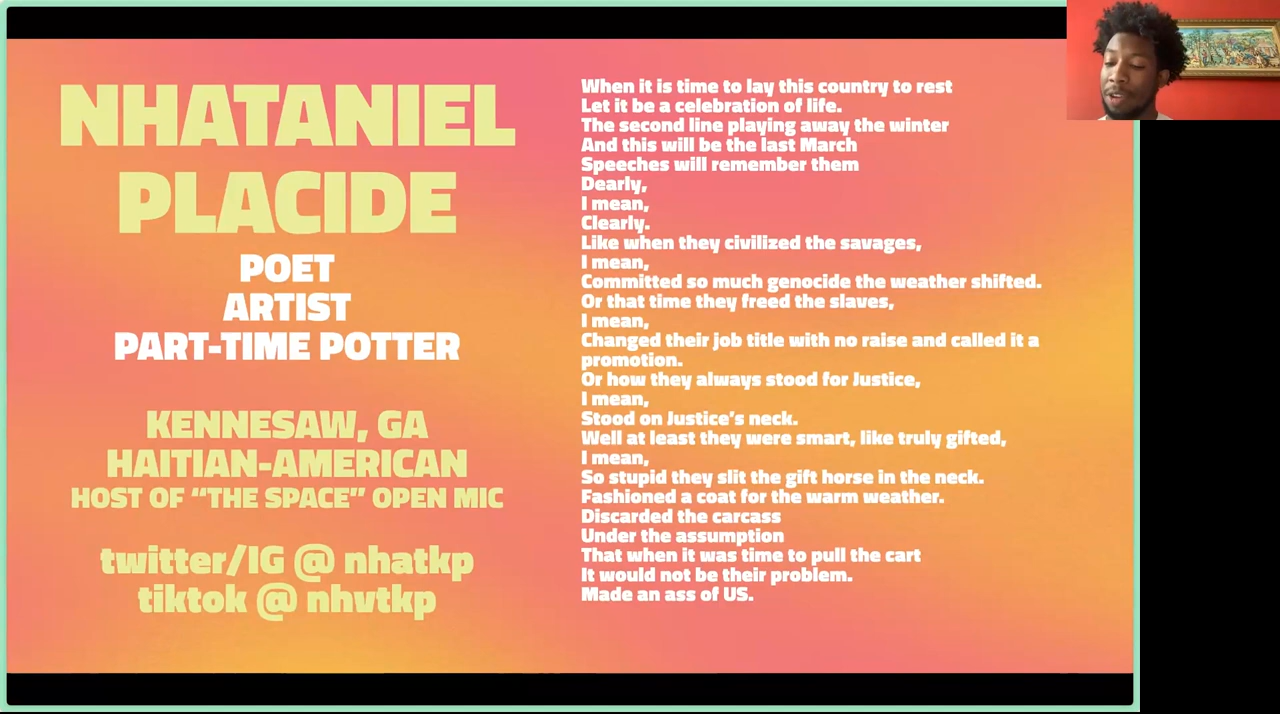 NHATANIEL
PLACIDE
POET
ARTIST
PART-TIME POTTER
KENNESAW, GA
HAITIAN-AMERICAN
HOST OF “THE SPACE” OPEN MIC
twitter/IG @ nhatkp
tiktok @ nhvtkp
When it is time to lay this country to rest
Let it be a celebration of life.
The second line playing away the winter
And this will be the last March
Speeches will remember them
Dearly,
I mean,
Clearly.
Like when they civilized the savages,
I mean,
Committed so much genocide the weather shifted.
Or that time they freed the slaves,
I mean,
Changed their job title with no raise and called it a
promotion.
Or how they always stood for Justice,
I mean,
Stood on Justice’s neck.
Well at least they were smart, like truly gifted,
I mean,
So stupid they slit the gift horse in the neck.
Fashioned a coat for the warm weather.
Discarded the carcass
Under the assumption
That when it was time to pull the cart
It would not be their problem.
Made an ass of US.